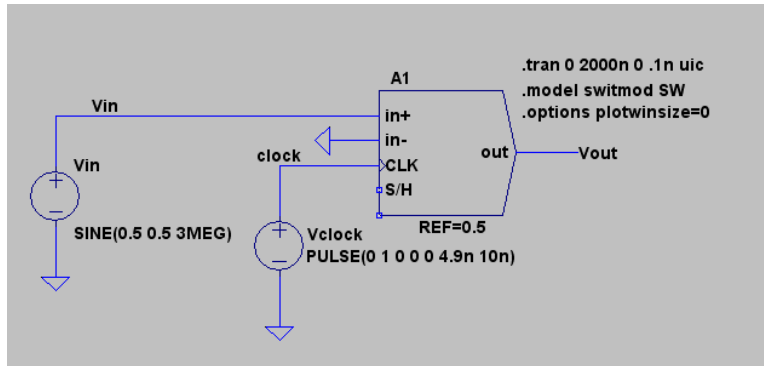 .tran 0 2000n 0 .1n uic
A1
.model switmod SW
Vin
.options plotwinsize=0
in+
in-
clock
out
Vout
Vin
CLK
S/H
SINE(0.5 0.5 3MEG)
REF=0.5
Vclock
PULSE(0 1 0 0 0 4.9n 10n)